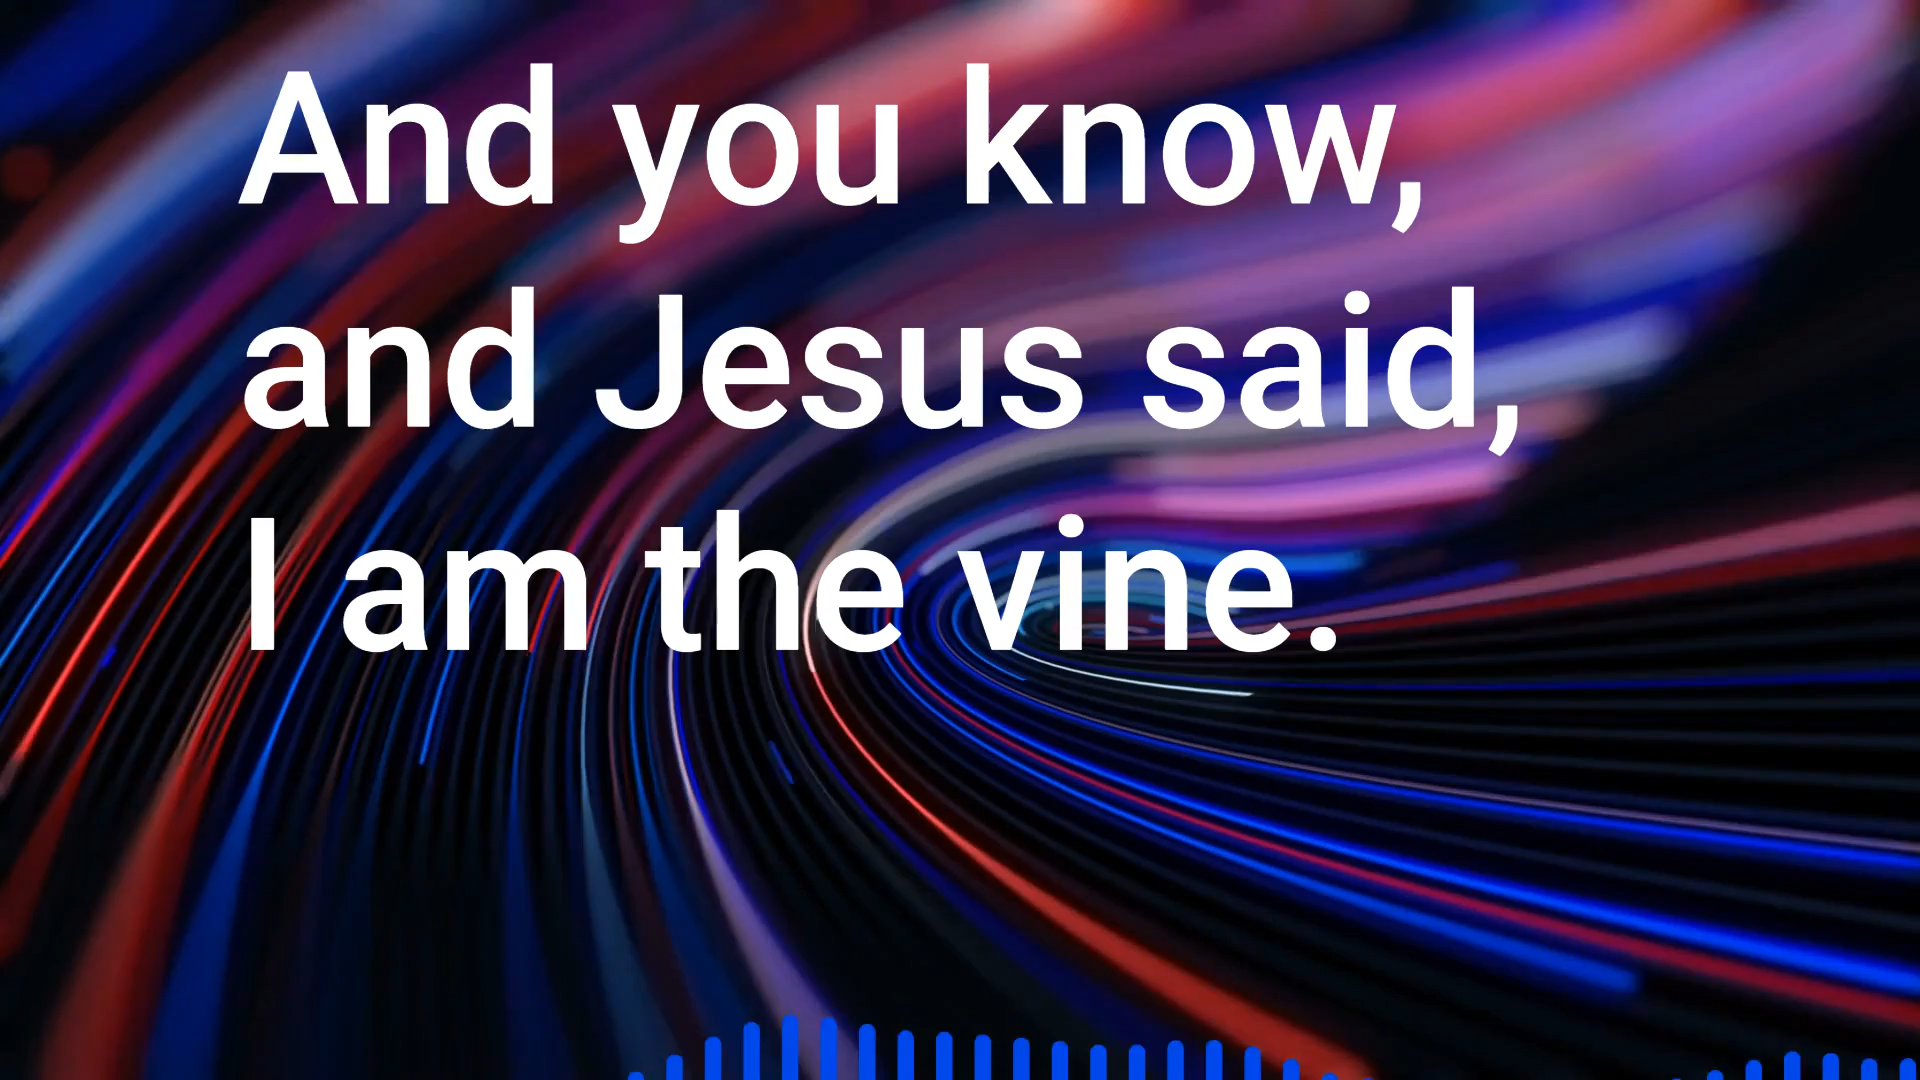 And you know,
and Jesus said,
I am the vine.